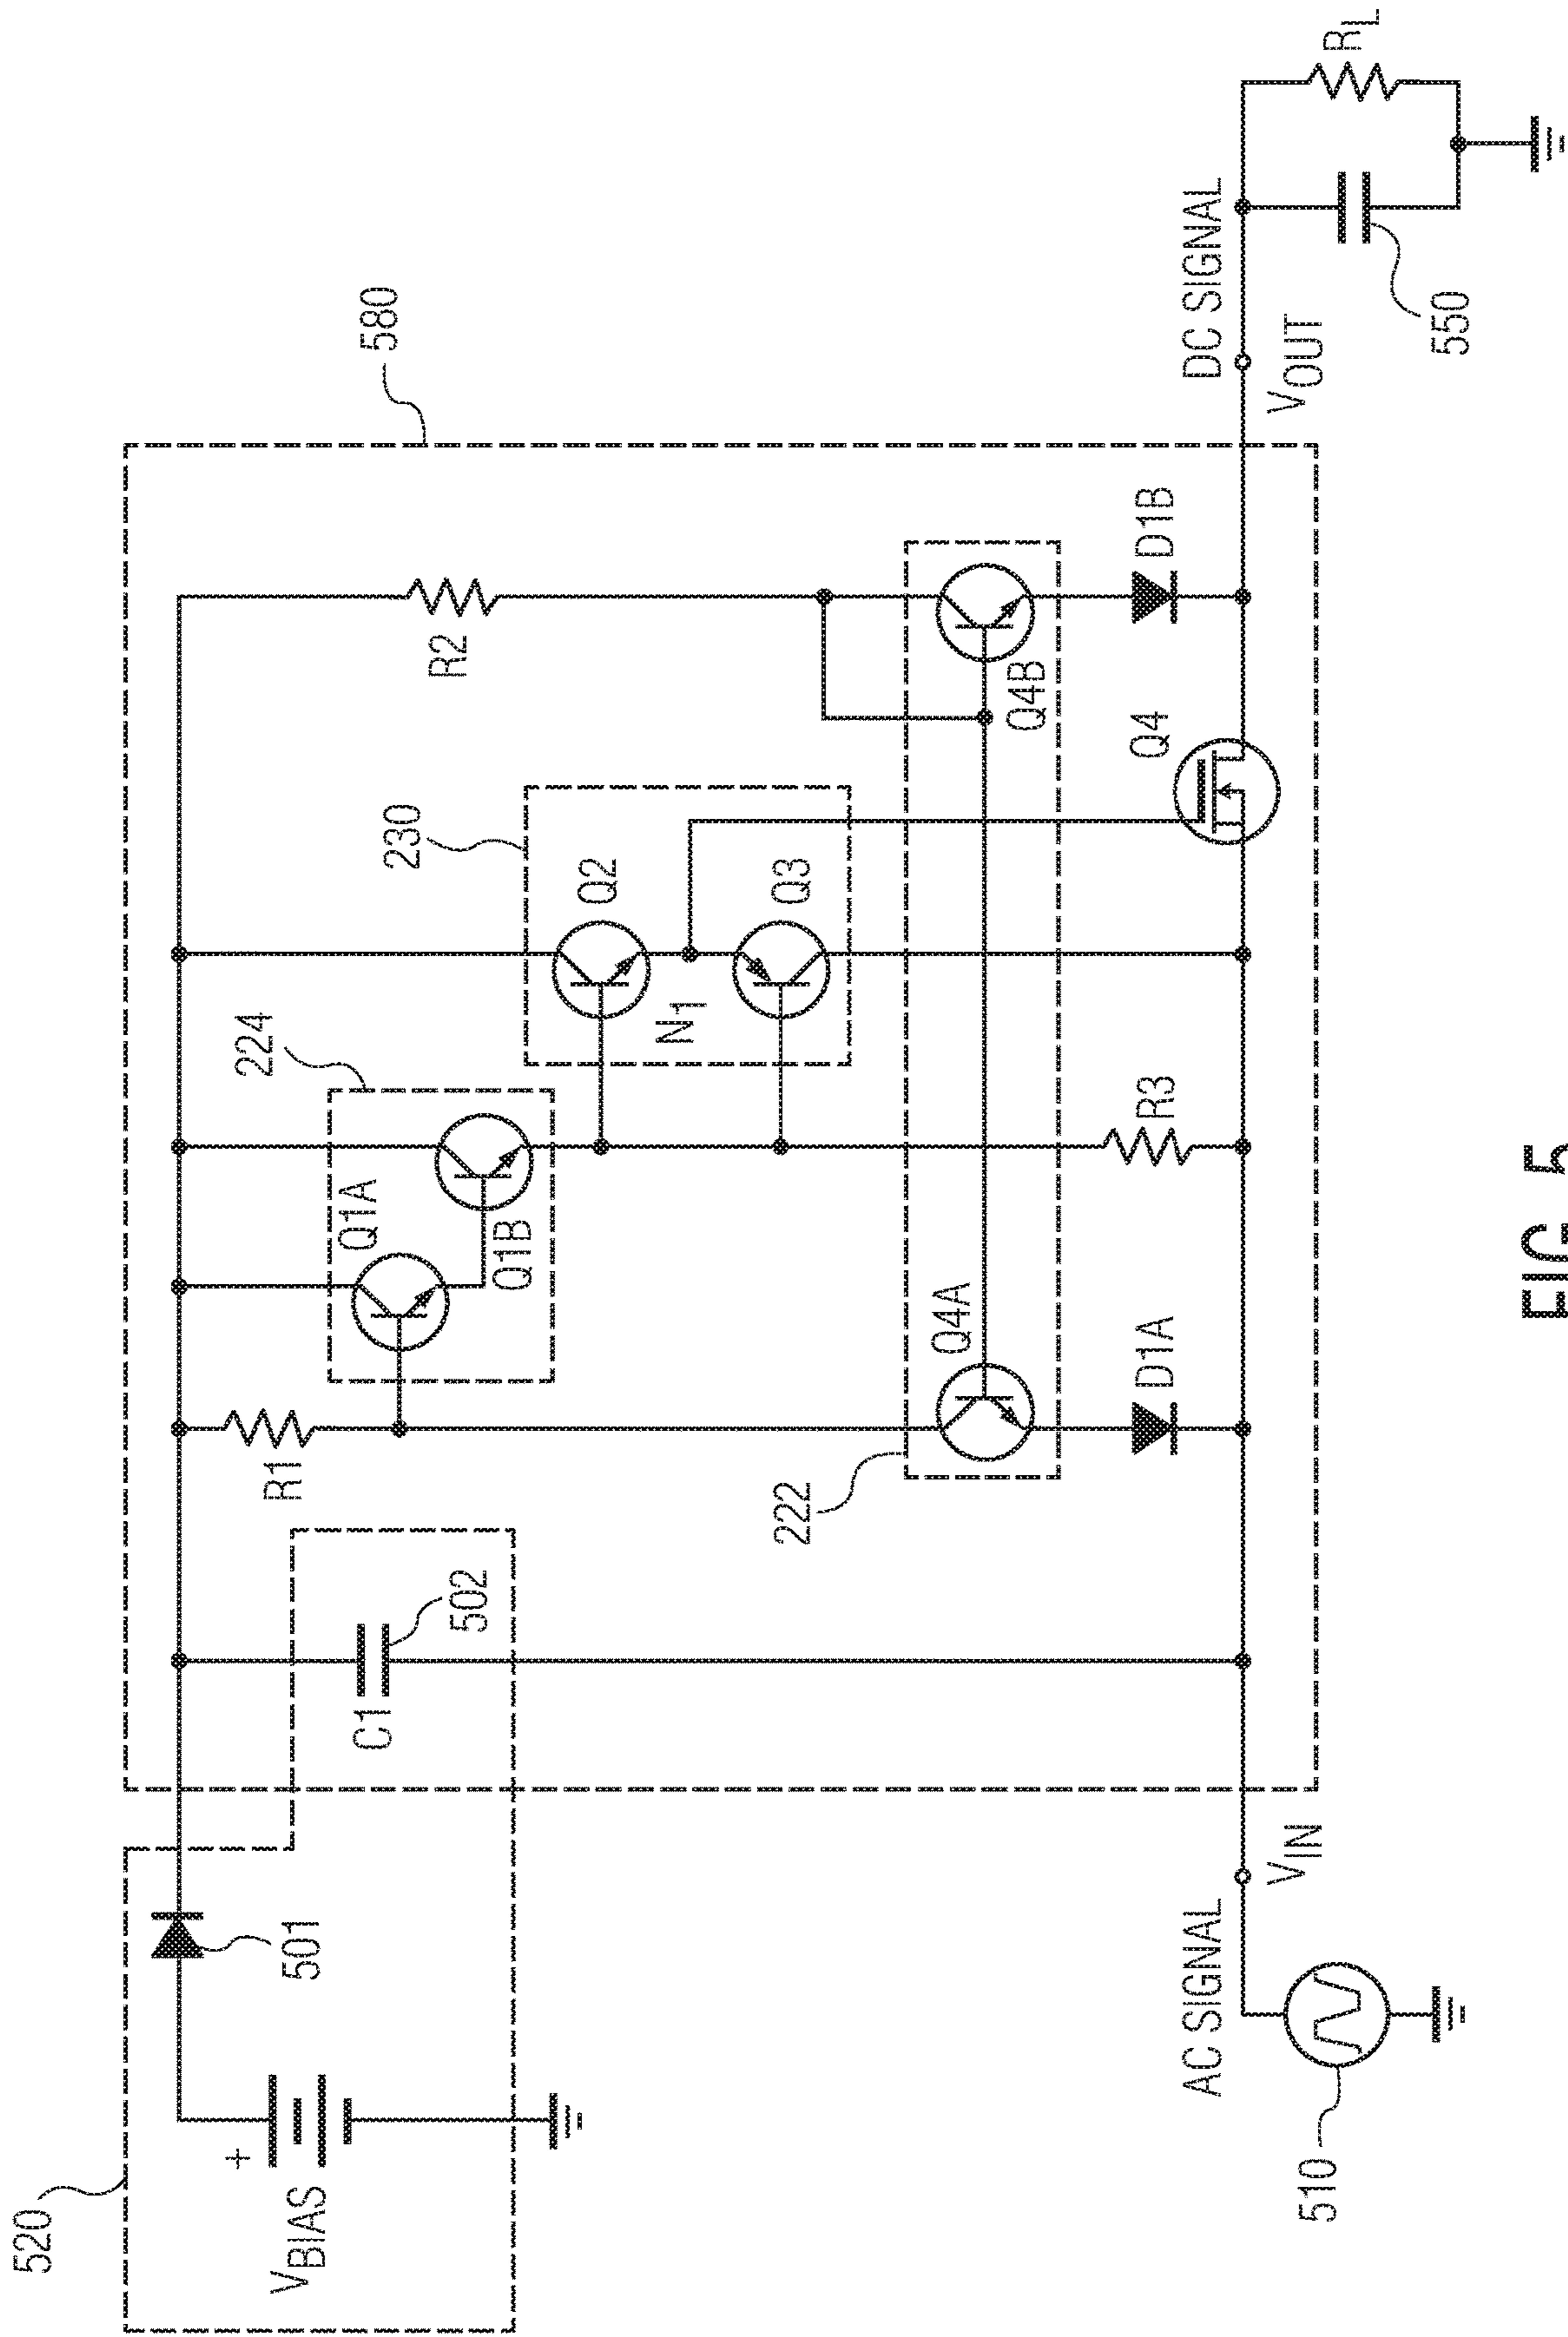 520
VBIAS
+
501
C1
502
580
R1
224
Q1A
Q1B
230
Q2
N1
Q3
R2
222
Q4A
Q4B
D1A
R3
Q4
D1B
AC SIGNAL
VIN
510
DC SIGNAL
VOUT
550
RL
FIG. 5